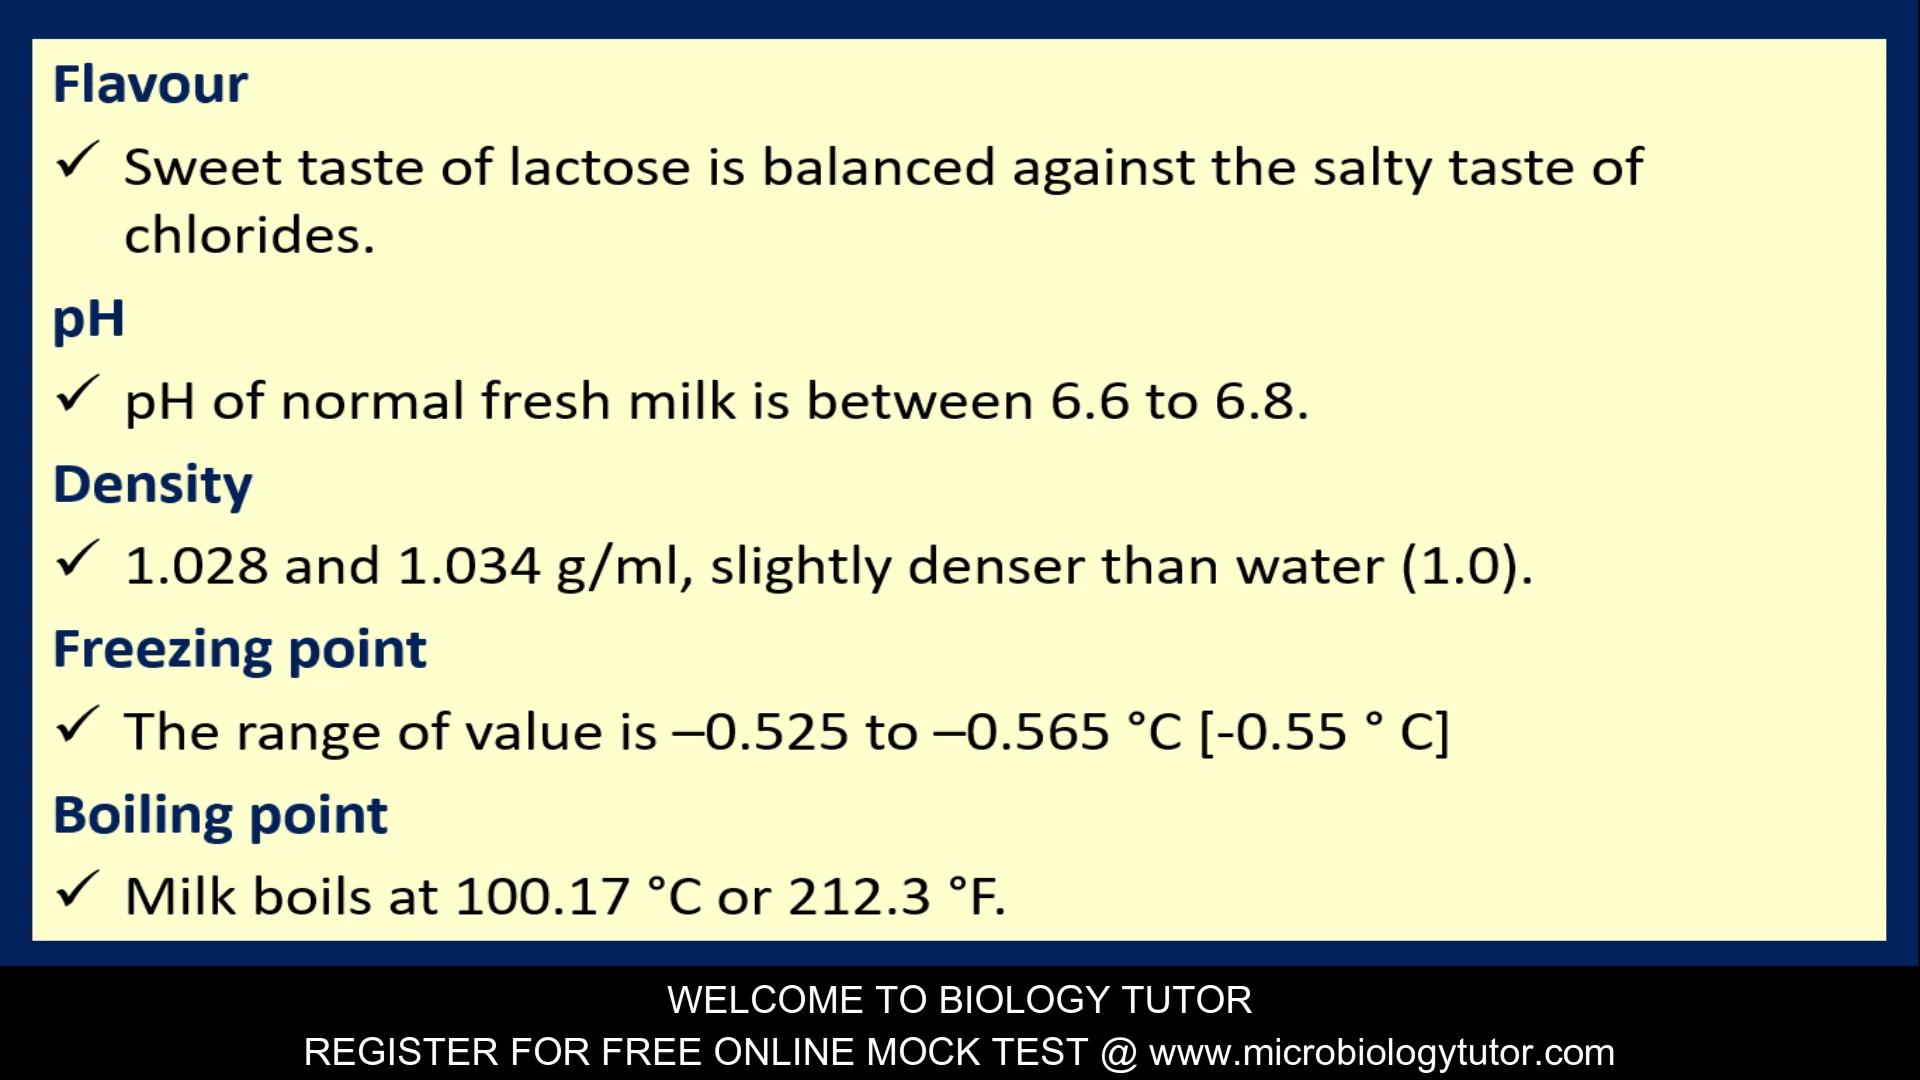 Flavour
✓ Sweet taste of lactose is balanced against the salty taste of
chlorides.
pH
✓ pH of normal fresh milk is between 6.6 to 6.8.
Density
✓ 1.028 and 1.034 g/ml, slightly denser than water (1.0).
Freezing point
✓ The range of value is –0.525 to –0.565 °C [-0.55 ° C]
Boiling point
✓ Milk boils at 100.17 °C or 212.3 °F.
WELCOME TO BIOLOGY TUTOR
REGISTER FOR FREE ONLINE MOCK TEST @ www.microbiologytutor.com